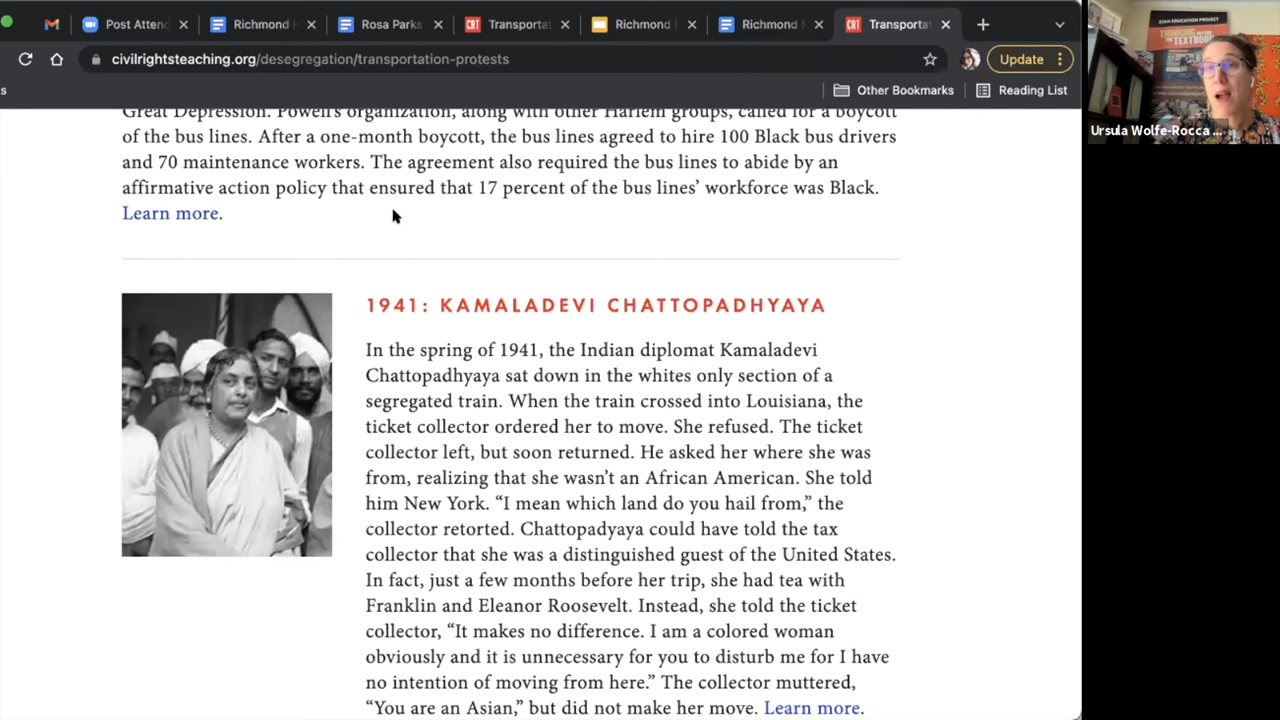 Post Atten
Richmond
Rosa Parks
Transporta
Richmond
Richmond
Transporta
civilrightsteaching.org/desegregation/transportation-protests
Update
s
Other Bookmarks
Reading List
Great Depression. Powell's organization, along with other Harlem groups, called for a boycott
of the bus lines. After a one-month boycott, the bus lines agreed to hire 100 Black bus drivers
and 70 maintenance workers. The agreement also required the bus lines to abide by an
affirmative action policy that ensured that 17 percent of the bus lines’ workforce was Black.
Learn more.
1941: KAMALADEVI CHATTOPADHYAYA
In the spring of 1941, the Indian diplomat Kamaladevi
Chattopadhyaya sat down in the whites only section of a
segregated train. When the train crossed into Louisiana, the
ticket collector ordered her to move. She refused. The ticket
collector left, but soon returned. He asked her where she was
from, realizing that she wasn’t an African American. She told
him New York. “I mean which land do you hail from,” the
collector retorted. Chattopadyaya could have told the tax
collector that she was a distinguished guest of the United States.
In fact, just a few months before her trip, she had tea with
Franklin and Eleanor Roosevelt. Instead, she told the ticket
collector, “It makes no difference. I am a colored woman
obviously and it is unnecessary for you to disturb me for I have
no intention of moving from here.” The collector muttered,
“You are an Asian,” but did not make her move. Learn more.
ZINN EDUCATION PROJECT
THINKING
THE TEXTBOOK
Ursula Wolfe-Rocca ...